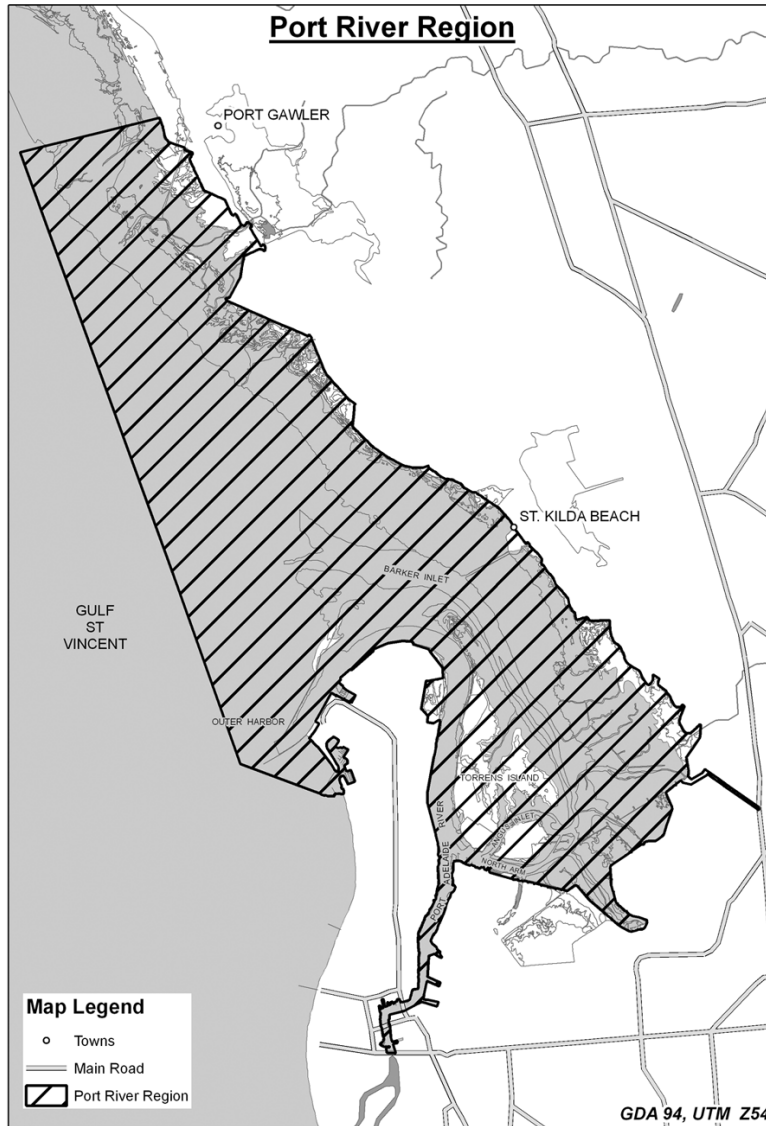 Port River Region
PORT GAWLER
ST. KILDA BEACH
BARKER INLET
GULF
ST
VINCENT
OUTER HARBOR
TORRENS ISLAND
ANGAS INLET
NORTH ARM
PORT ADELAIDE RIVER
Map Legend
Towns
Main Road
Port River Region
GDA 94, UTM Z54